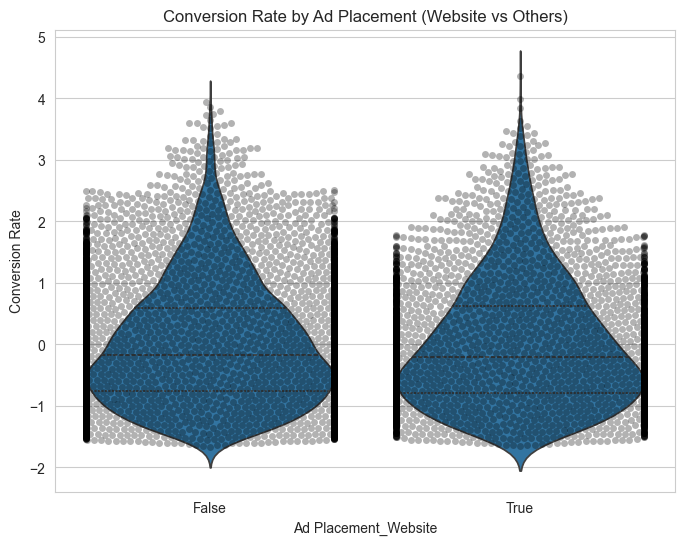 Conversion Rate by Ad Placement (Website vs Others)
5
4
3
2
1
0
−1
−2
Conversion Rate
False
True
Ad Placement_Website